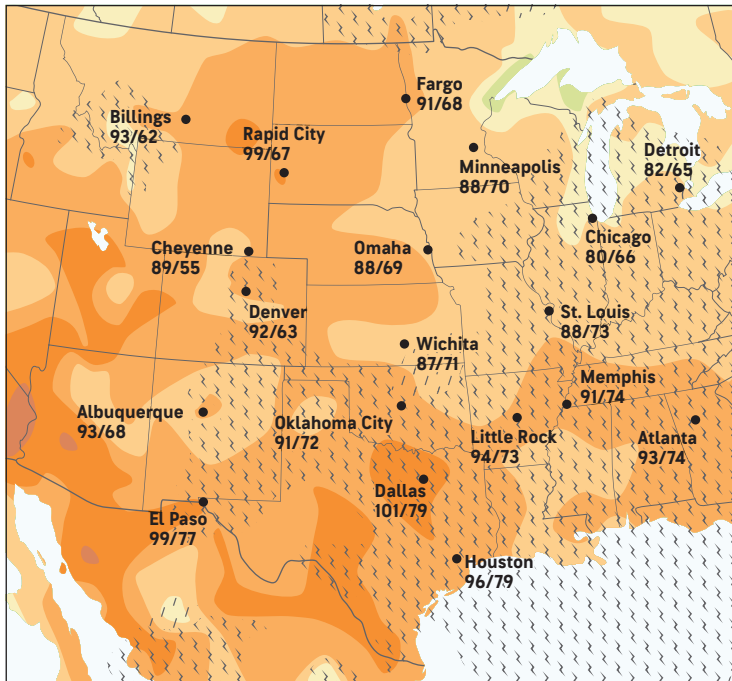 Fargo
91/68
Billings
93/62
Rapid City
99/67
Minneapolis
88/70
Detroit
82/65
Chicago
80/66
Cheyenne
89/55
Omaha
88/69
Denver
92/63
St. Louis
88/73
Wichita
87/71
Memphis
91/74
Albuquerque
93/68
Oklahoma City
91/72
Little Rock
94/73
Atlanta
93/74
Dallas
101/79
El Paso
99/77
Houston
96/79